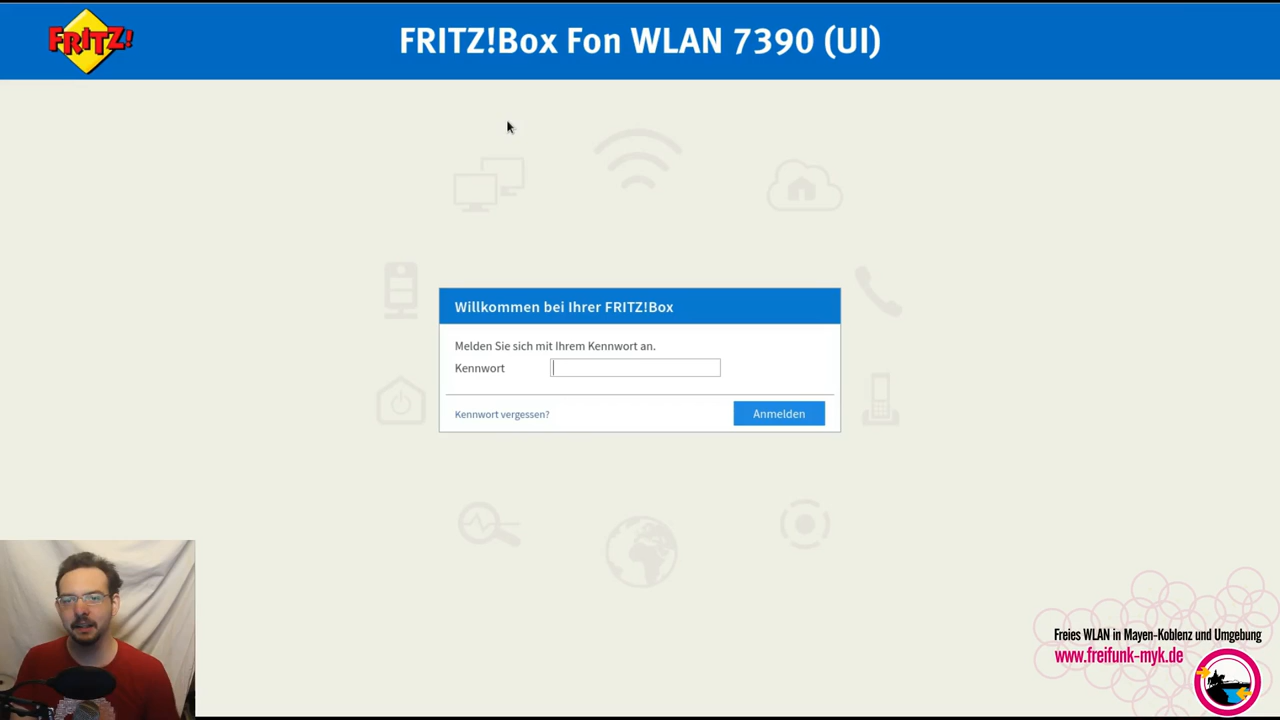 FRITZ!
FRITZ!Box Fon WLAN 7390 (UI)
Willkommen bei Ihrer FRITZ!Box
Melden Sie sich mit Ihrem Kennwort an.
Kennwort
Kennwort vergessen?
Anmelden
Freies WLAN in Mayen-Koblenz und Umgebung
www.freifunk-myk.de